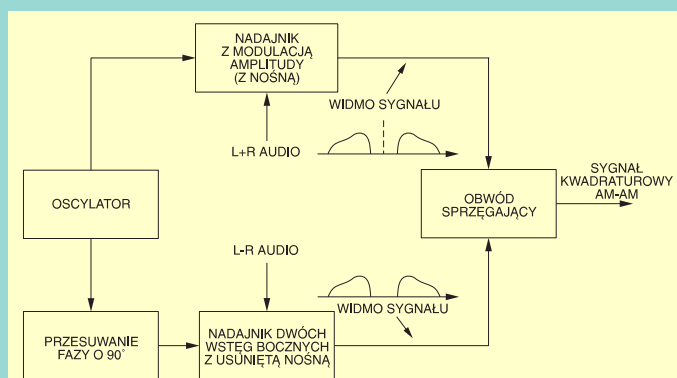 NADAJNIK
Z MODULACJĄ
AMPLITUDY
(Z NOŚNĄ)
WIDMO SYGNAŁU
L+R AUDIO
OSCYLATOR
OBWÓD
SPRZĘGAJĄCY
SYGNAŁ
KWADRATUROWY
AM-AM
L-R AUDIO
WIDMO SYGNAŁU
PRZESUWANIE
FAZY O 90°
NADAJNIK DWÓCH
WSTĘG BOCZNYCH
Z USUNIĘTĄ NOŚNĄ